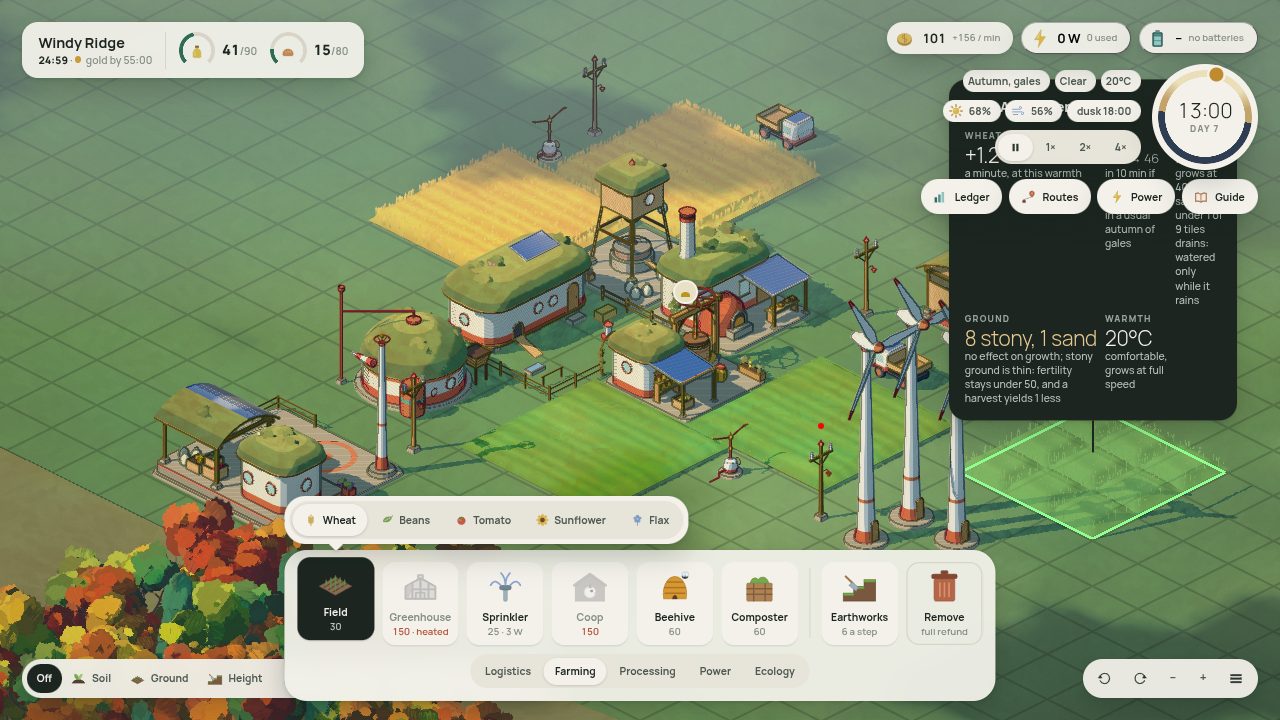 Windy Ridge
24:59 · gold by 55:00
41/90
15/80
101 +156 / min
0 W 0 used
– no batteries
Autumn, gales
Clear
20°C
68%
56%
dusk 18:00
13:00
DAY 7
1×
2×
4×
Ledger
Routes
Power
Guide
WHEAT
+1.2
a minute, at this warmth
46
in 10 min if
in a usual
autumn of
gales
grows at
under 1 of
9 tiles
drains:
watered
only
while it
rains
GROUND
8 stony, 1 sand
no effect on growth; stony
ground is thin: fertility
stays under 50, and a
harvest yields 1 less
WARMTH
20°C
comfortable,
grows at full
speed
Wheat
Beans
Tomato
Sunflower
Flax
Field
30
Greenhouse
150 · heated
Sprinkler
25 · 3 W
Coop
150
Beehive
60
Composter
60
Earthworks
6 a step
Remove
full refund
Logistics
Farming
Processing
Power
Ecology
Off
Soil
Ground
Height
− +